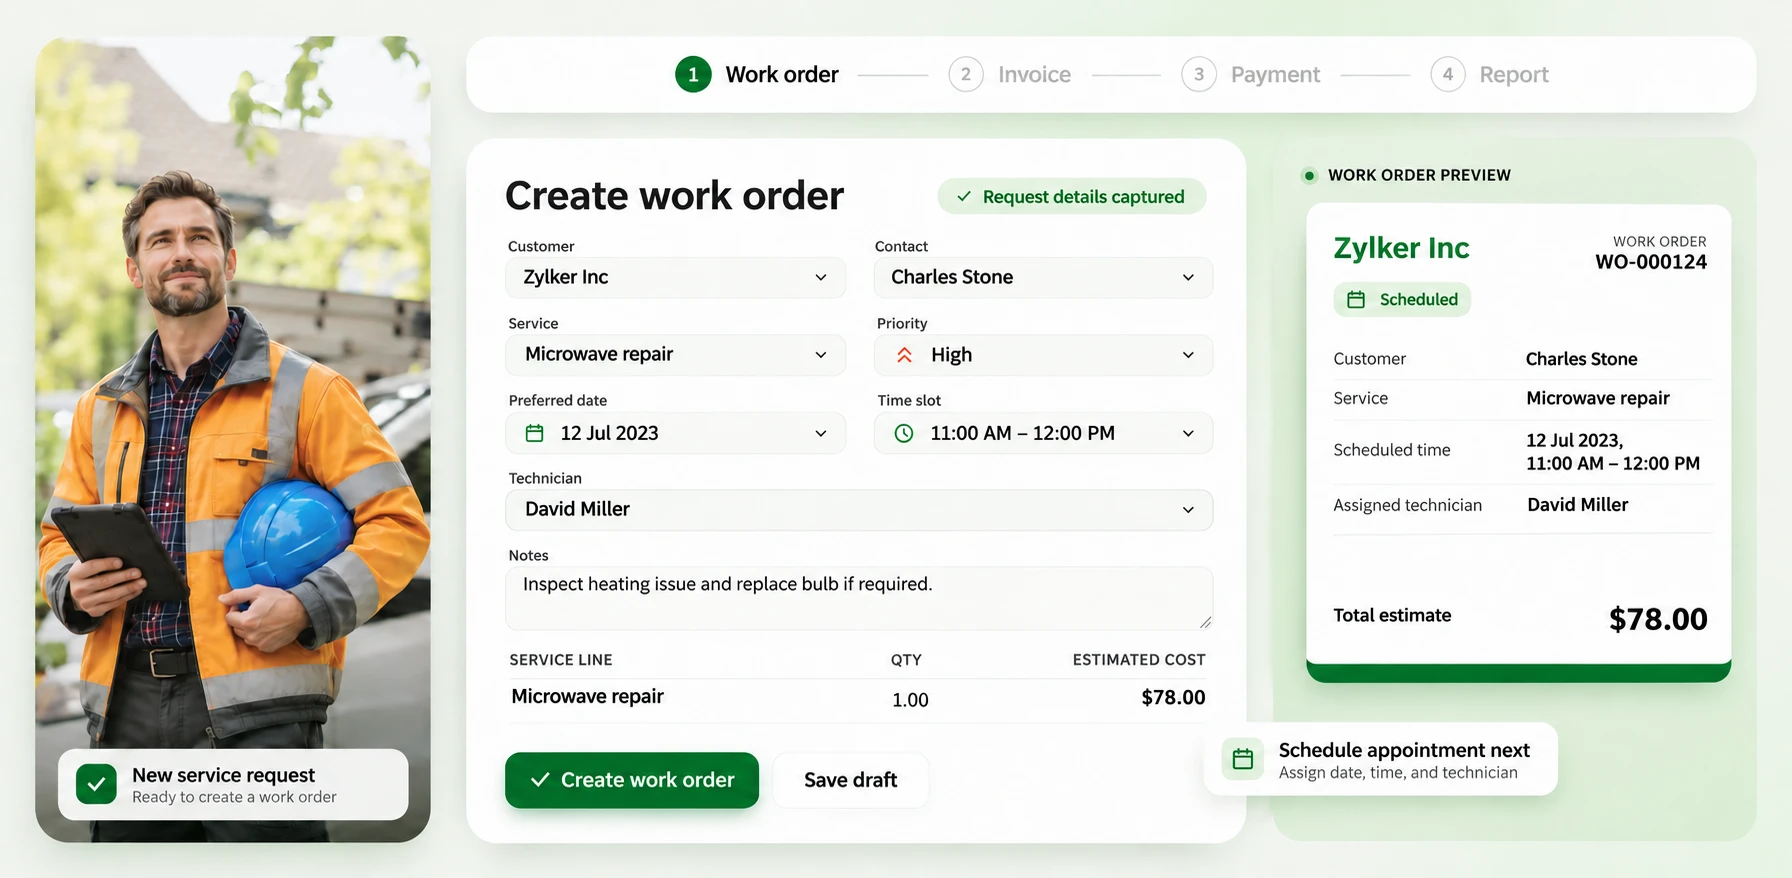 1 Work order
2 Invoice
3 Payment
4 Report
Create work order
Request details captured
Customer
Zylker Inc
Contact
Charles Stone
Service
Microwave repair
Priority
High
Preferred date
12 Jul 2023
Time slot
11:00 AM – 12:00 PM
Technician
David Miller
Notes
Inspect heating issue and replace bulb if required.
SERVICE LINE QTY ESTIMATED COST
Microwave repair 1.00 $78.00
Create work order
Save draft
WORK ORDER PREVIEW
Zylker Inc
WORK ORDER
WO-000124
Scheduled
Customer Charles Stone
Service Microwave repair
Scheduled time 12 Jul 2023,
11:00 AM – 12:00 PM
Assigned technician David Miller
Total estimate $78.00
Schedule appointment next
Assign date, time, and technician
New service request
Ready to create a work order